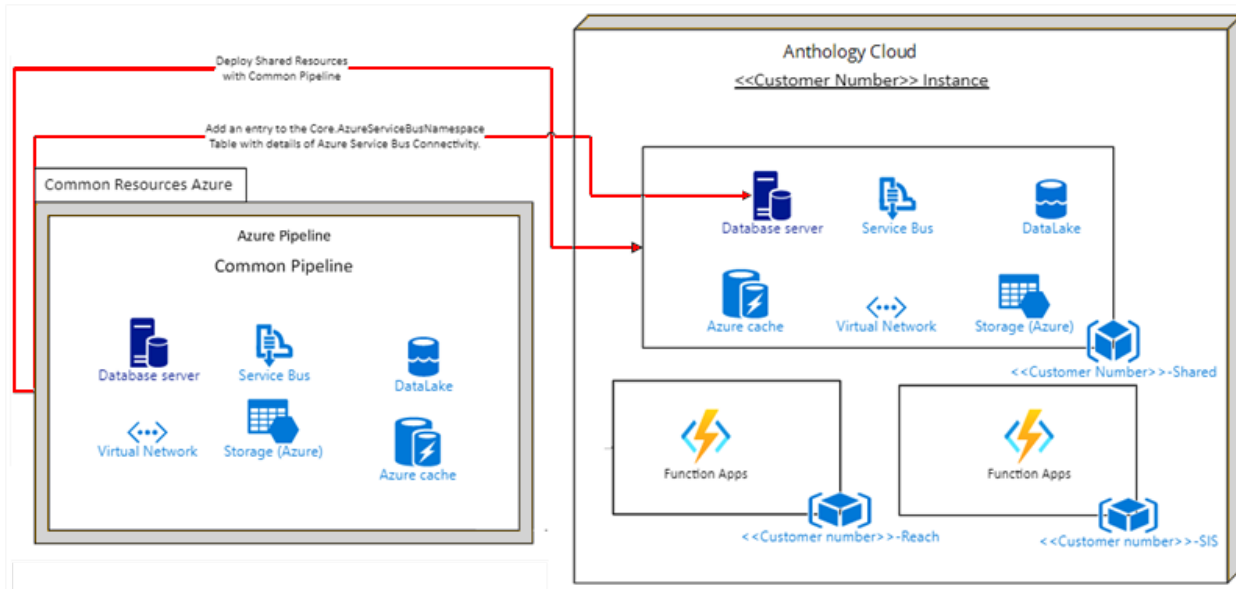 Deploy Shared Resources
with Common Pipeline
Add an entry to the Core.AzureServiceBusNamespace
Table with details of Azure Service Bus Connectivity.
Common Resources Azure
Azure Pipeline
Common Pipeline
Database server
Service Bus
DataLake
Virtual Network
Storage (Azure)
Azure cache
Anthology Cloud
<<Customer Number>> Instance
Database server
Service Bus
DataLake
Azure cache
Virtual Network
Storage (Azure)
<<Customer Number>>-Shared
Function Apps
<<Customer number>>-Reach
Function Apps
<<Customer number>>-SIS